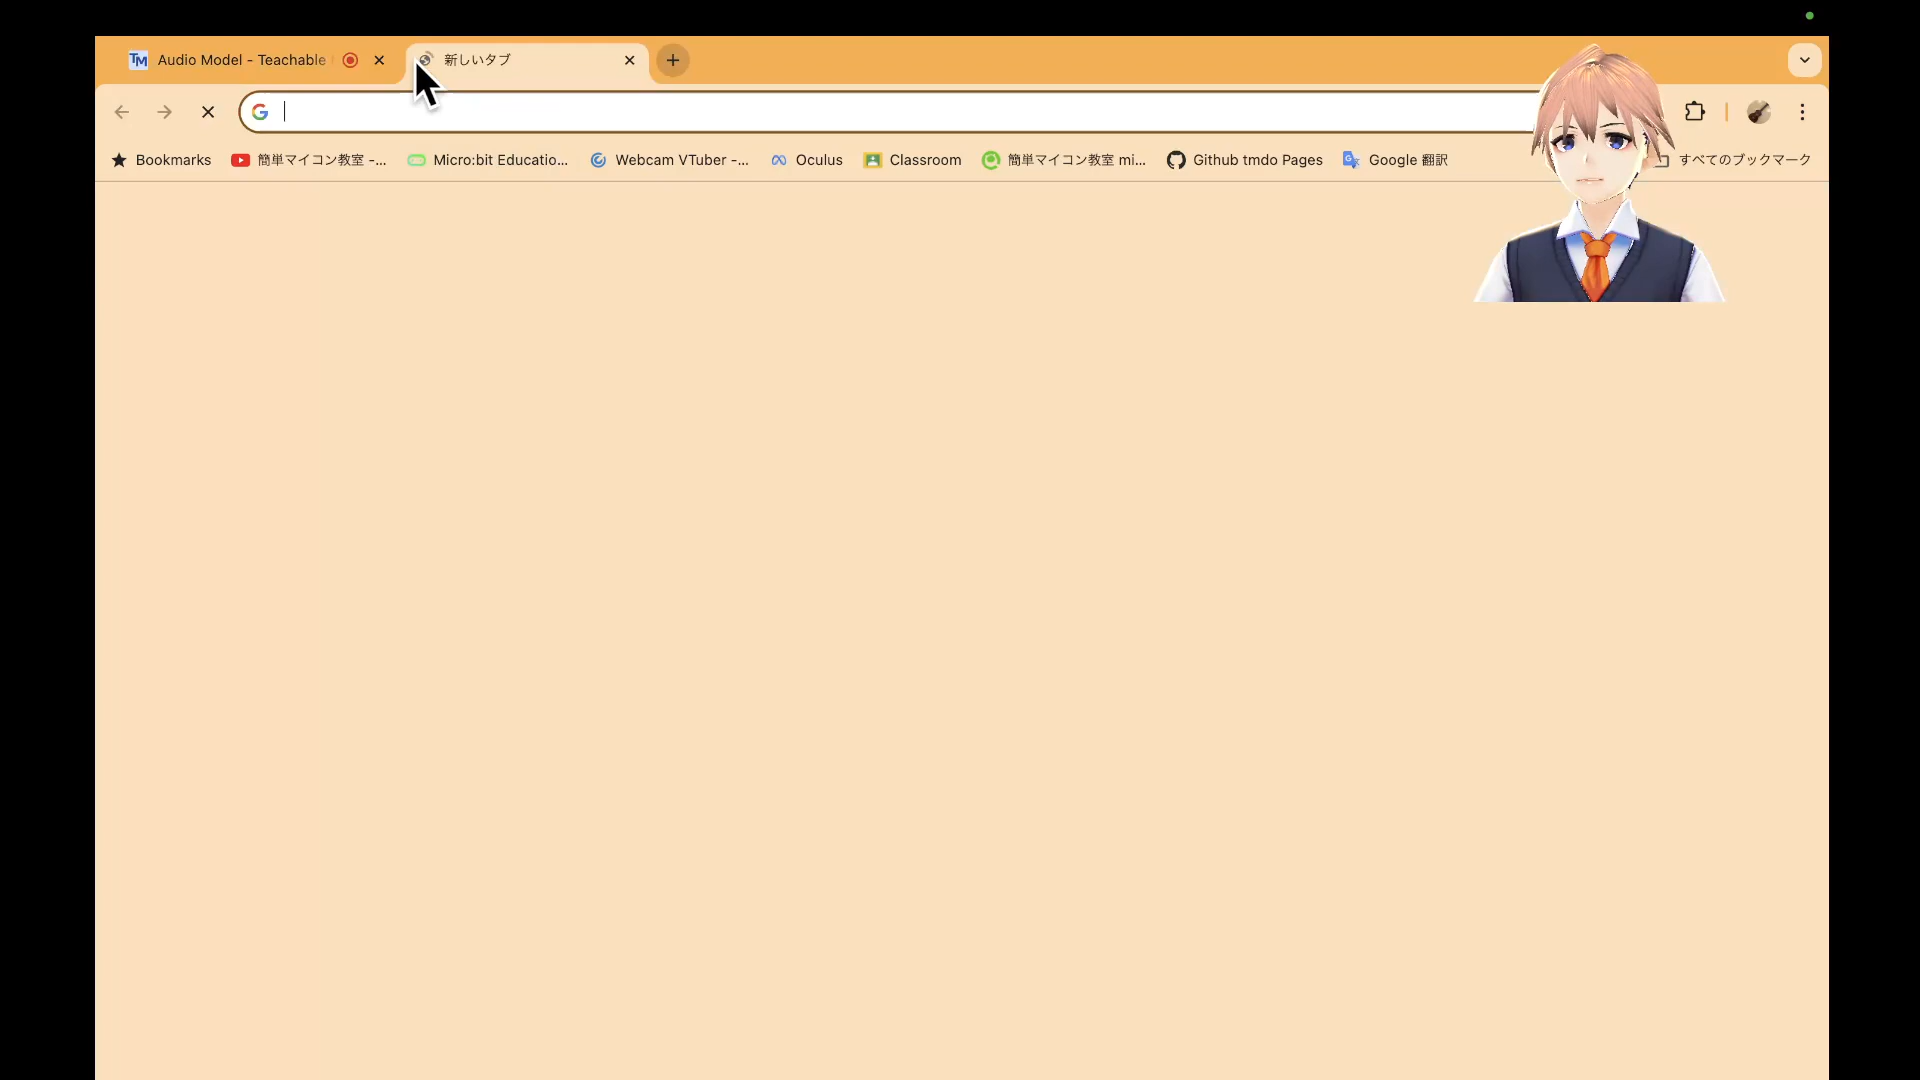 Audio Model - Teachable
新しいタブ
Bookmarks
簡単マイコン教室 -...
Micro:bit Educatio...
Webcam VTuber -...
Oculus
Classroom
簡単マイコン教室 mi...
Github tmdo Pages
Google 翻訳
すべてのブックマーク